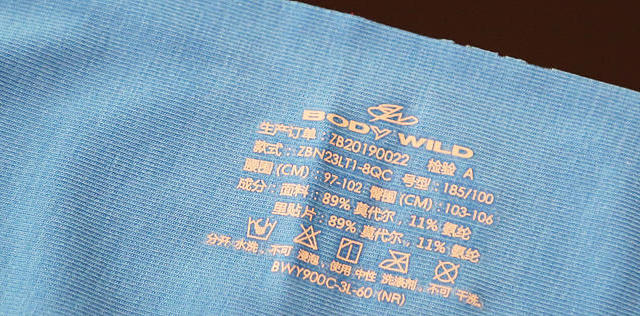 BODY WILD
生产订单：ZB20190022 检验 A
款式：ZBN23LT1-8QC 号型：185/100
腰围(CM)：97-102 臀围(CM)：103-106
成分：面料：89% 莫代尔，11% 氨纶
里贴片：89% 莫代尔，11% 氨纶
分开 水洗，不可 浸泡，使用 中性 洗涤剂，不可 干洗。
BWY900C-3L-60 (NR)